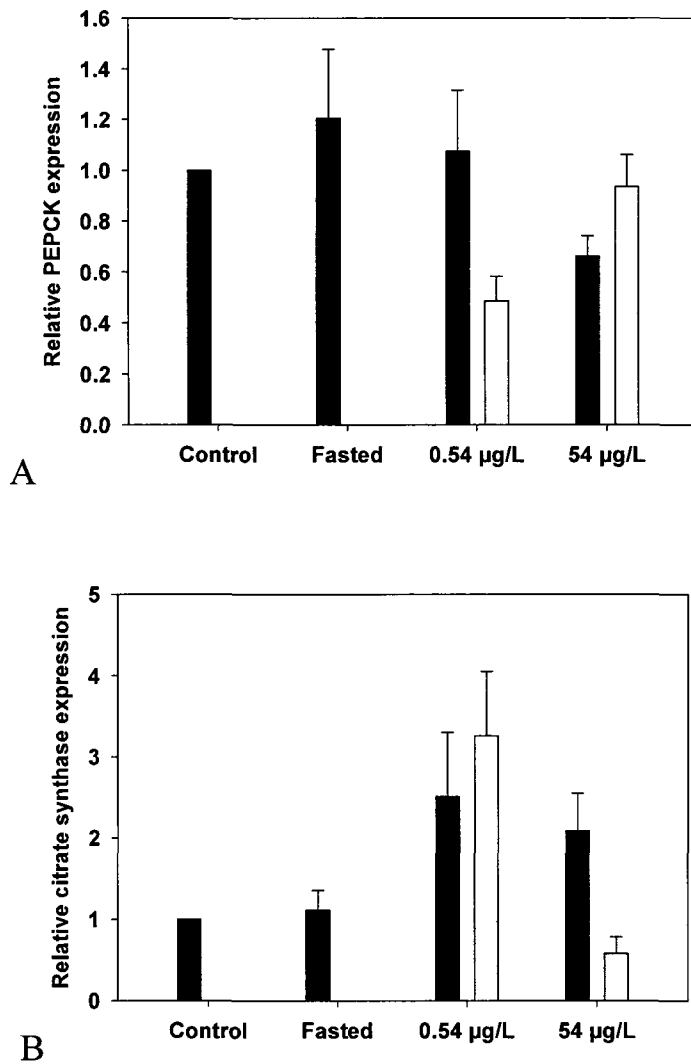 Relative PEPCK expression
1.6
1.4
1.2
1.0
0.8
0.6
0.4
0.2
0.0
Control Fasted 0.54 µg/L 54 µg/L
A
Relative citrate synthase expression
5
4
3
2
1
0
Control Fasted 0.54 µg/L 54 µg/L
B